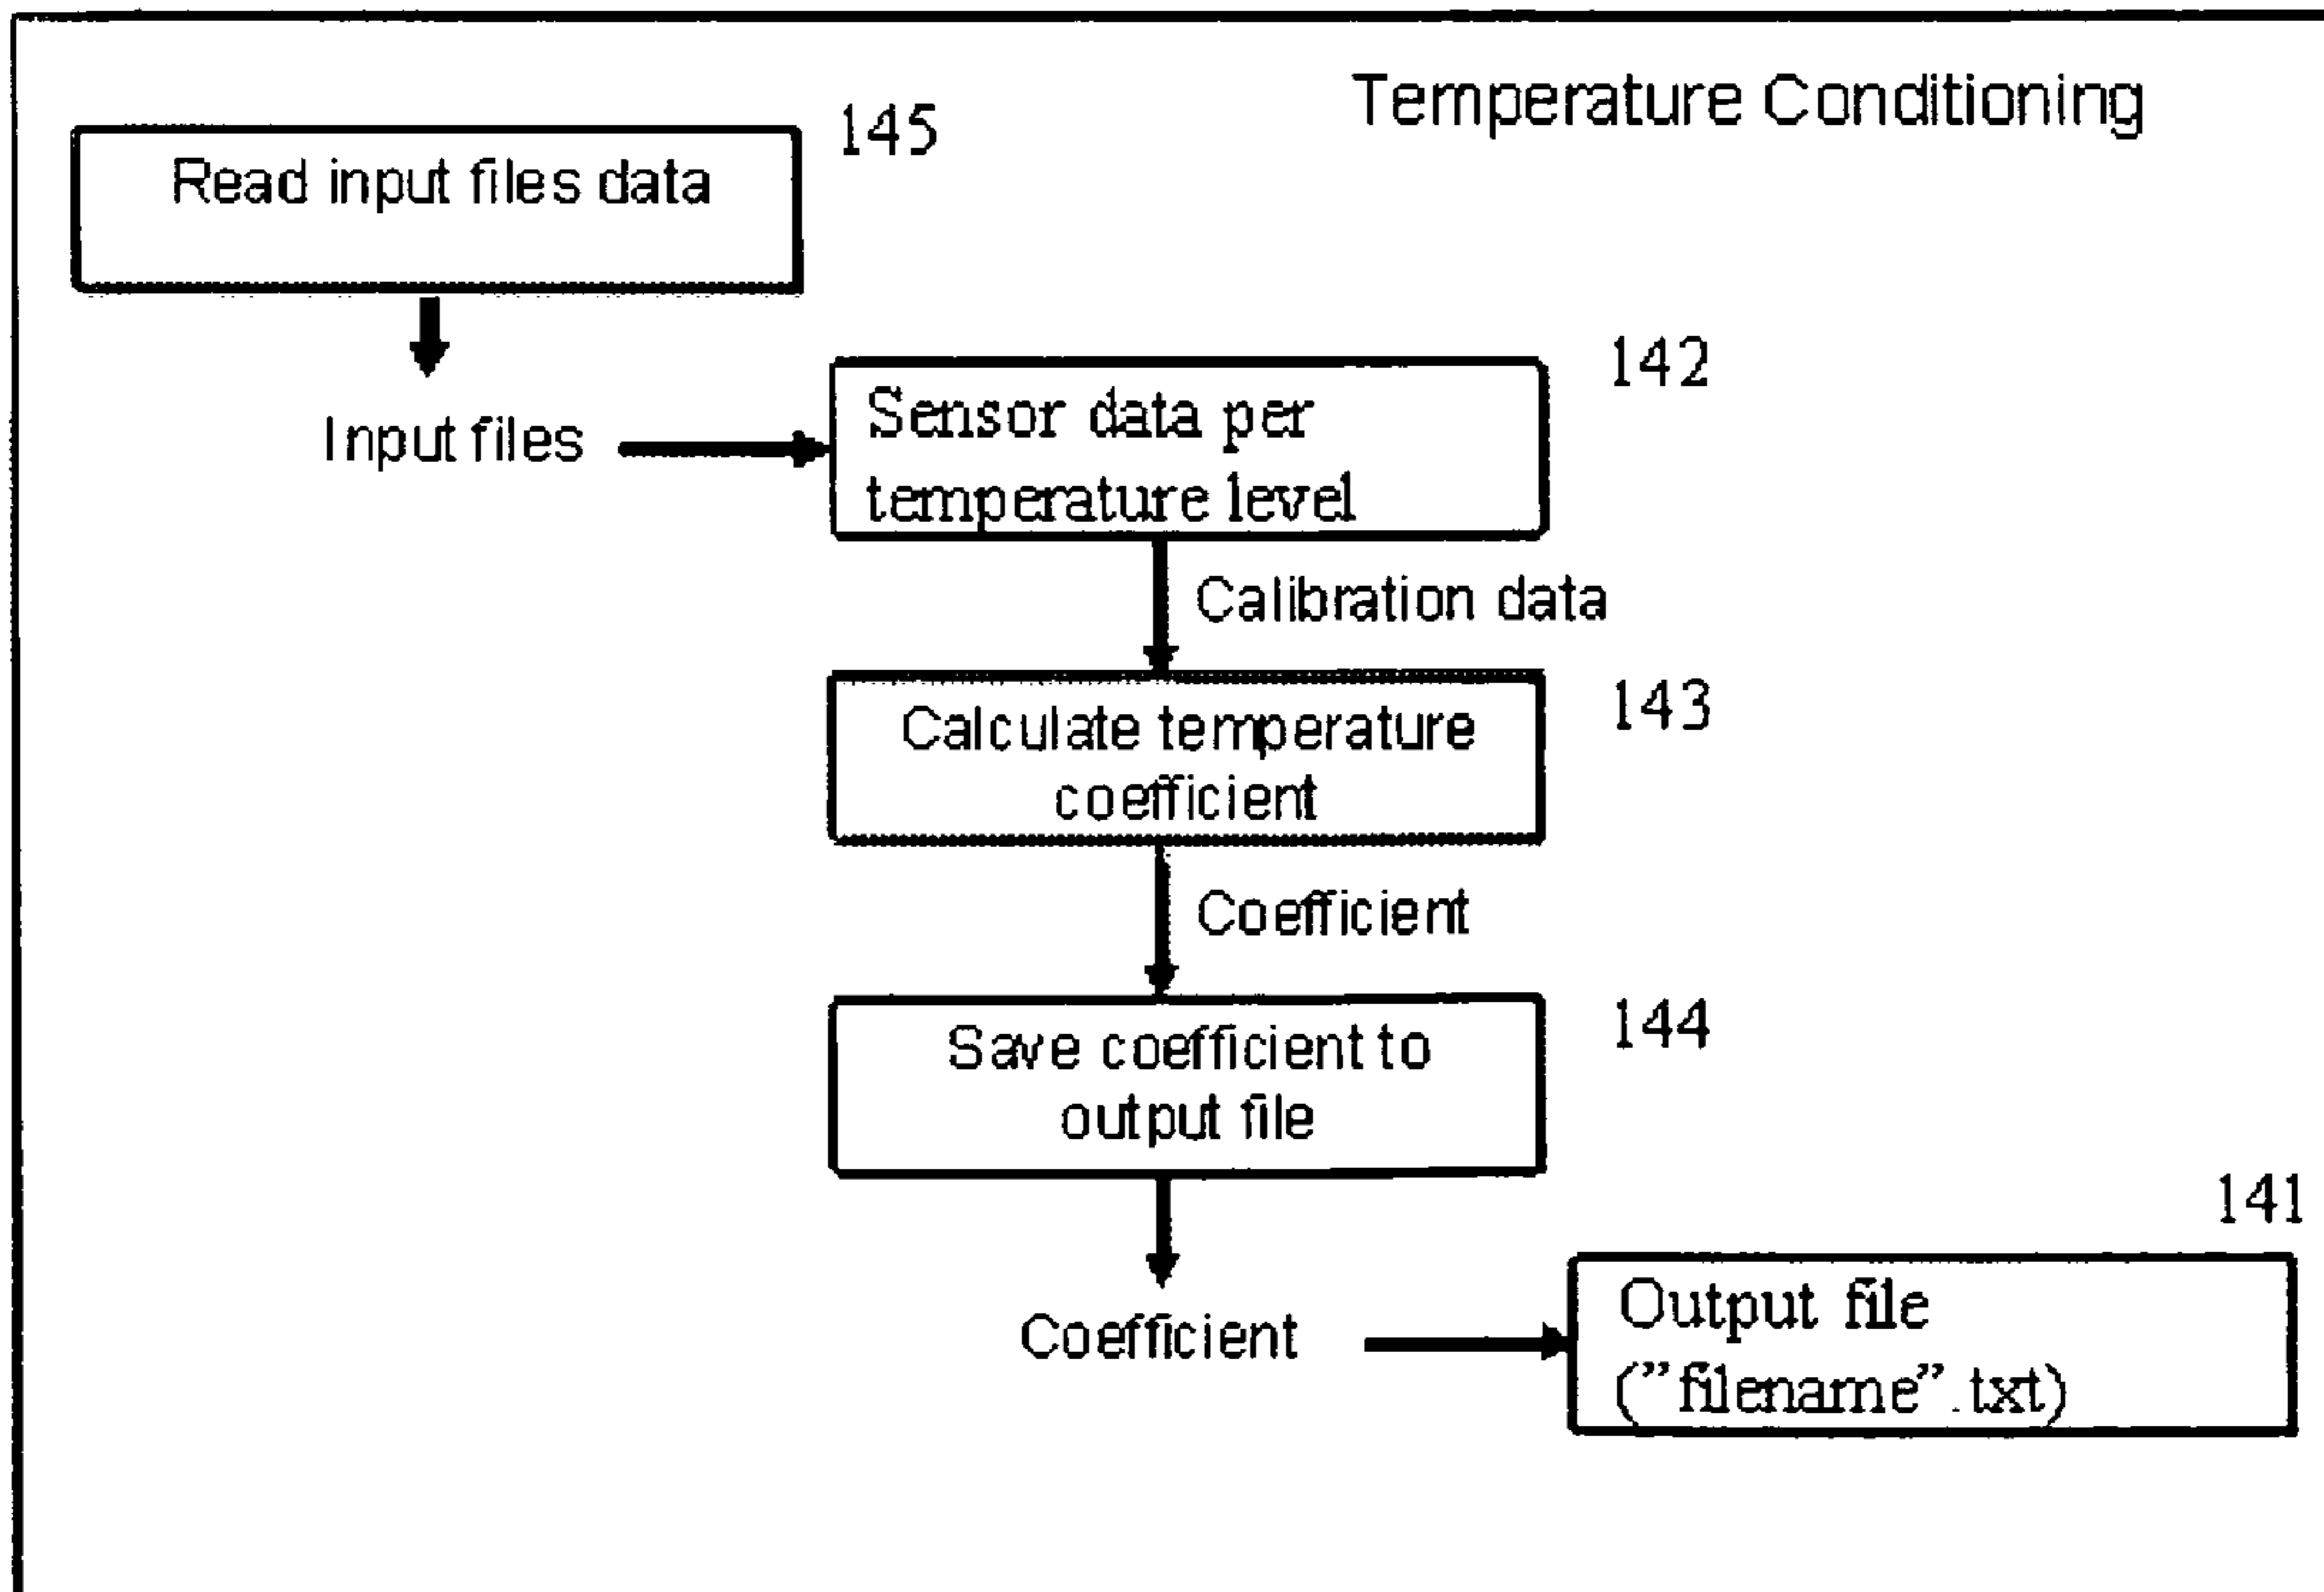 Temperature Conditioning
145
Read input files data
Input files
142
Sensor data per
temperature level
Calibration data
143
Calculate temperature
coefficient
Coefficient
144
Save coefficient to
output file
141
Coefficient
Output file
("filename".txt)